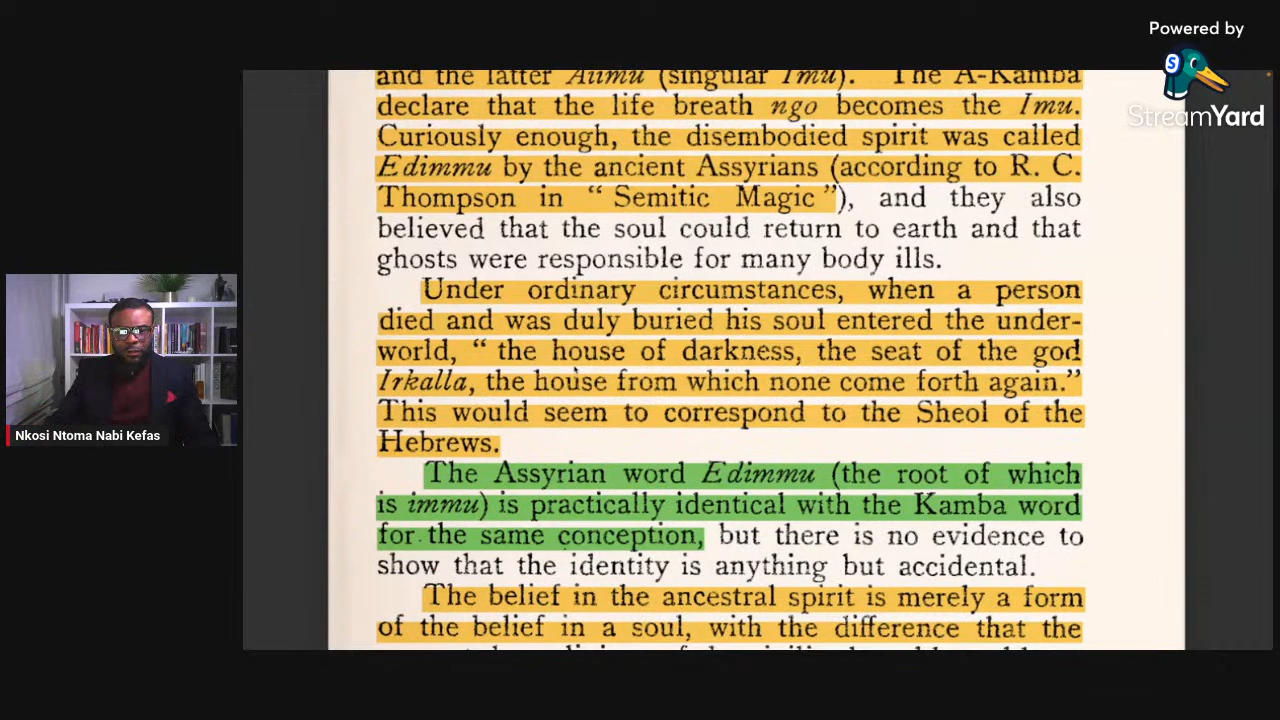 Powered by
StreamYard
and the latter Aiimu (singular Imu). The A-Kamba
declare that the life breath ngo becomes the Imu.
Curiously enough, the disembodied spirit was called
Edimmu by the ancient Assyrians (according to R. C.
Thompson in “ Semitic Magic ”), and they also
believed that the soul could return to earth and that
ghosts were responsible for many body ills.
Under ordinary circumstances, when a person
died and was duly buried his soul entered the under-
world, “ the house of darkness, the seat of the god
Irkalla, the house from which none come forth again.”
This would seem to correspond to the Sheol of the
Hebrews.
The Assyrian word Edimmu (the root of which
is immu) is practically identical with the Kamba word
for the same conception, but there is no evidence to
show that the identity is anything but accidental.
The belief in the ancestral spirit is merely a form
of the belief in a soul, with the difference that the
Nkosi Ntoma Nabi Kefas